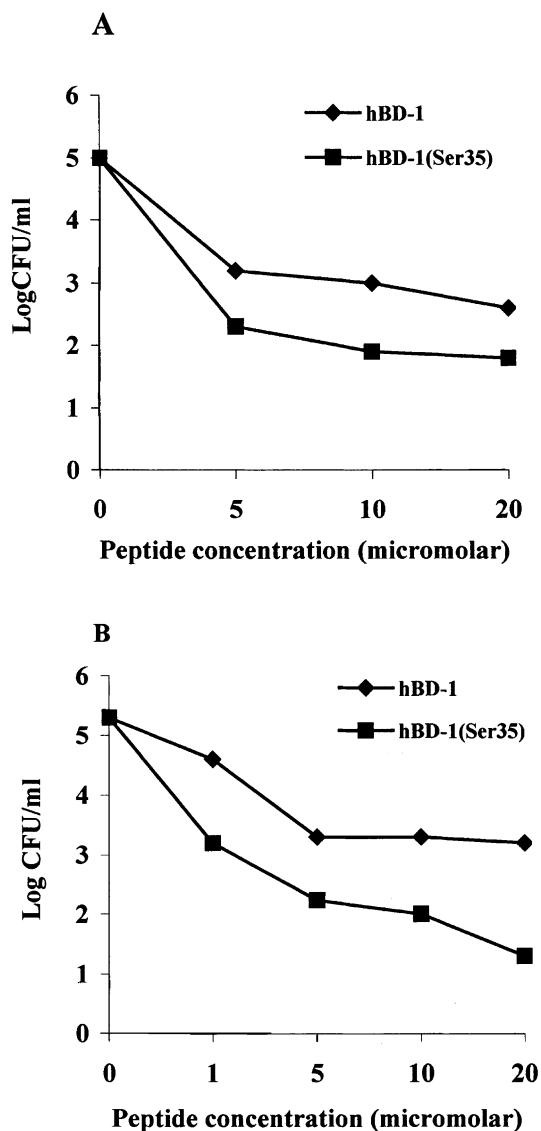 A
6
5
4
3
2
1
0
LogCFU/ml
hBD-1
hBD-1(Ser35)
0 5 10 20
Peptide concentration (micromolar)
B
6
5
4
3
2
1
0
Log CFU/ml
hBD-1
hBD-1(Ser35)
0 1 5 10 20
Peptide concentration (micromolar)